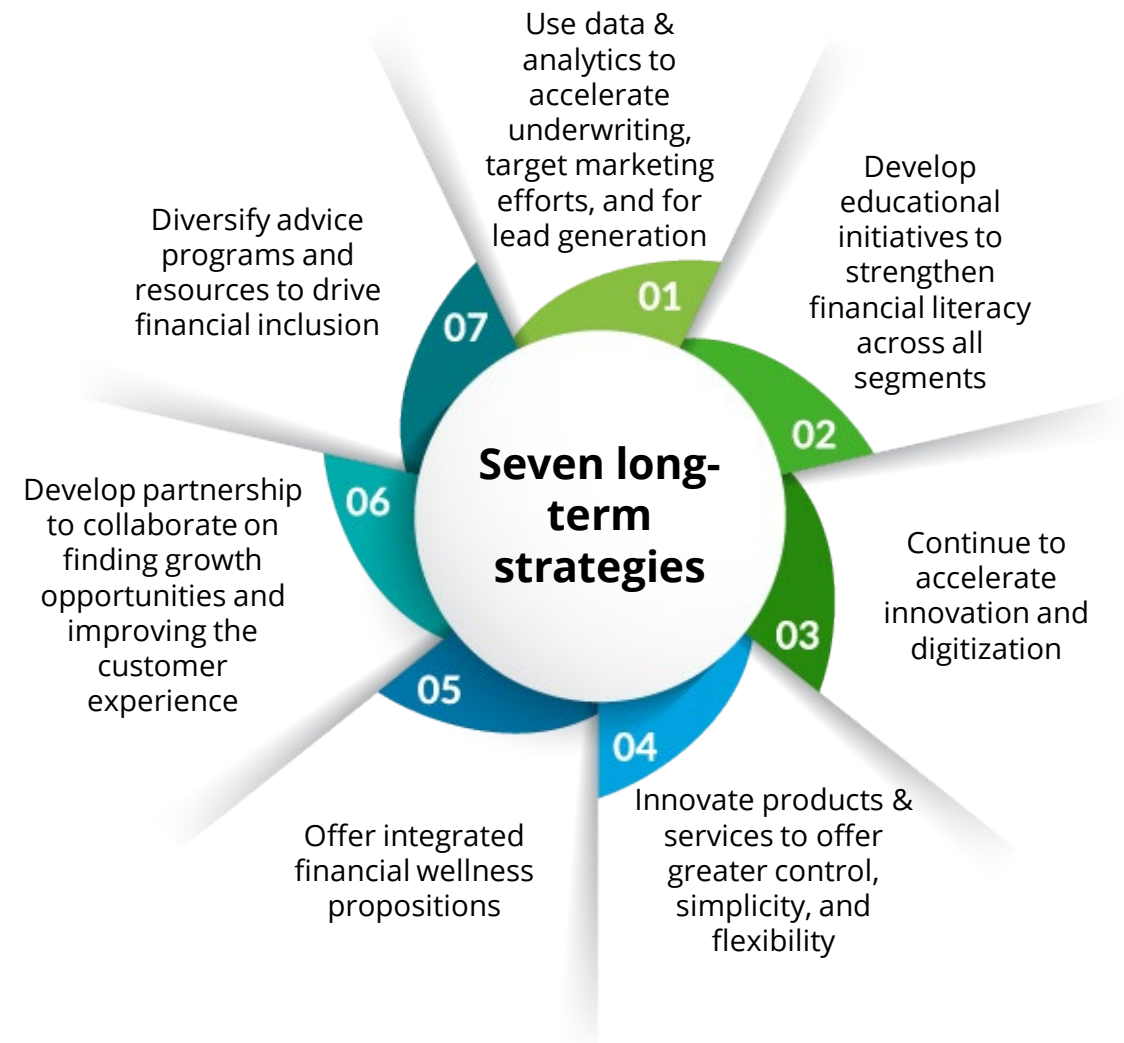 Seven long-
term
strategies
01
Use data &
analytics to
accelerate
underwriting,
target marketing
efforts, and for
lead generation
02
Develop
educational
initiatives to
strengthen
financial literacy
across all
segments
03
Continue to
accelerate
innovation and
digitization
04
Innovate products &
services to offer
greater control,
simplicity, and
flexibility
05
Offer integrated
financial wellness
propositions
06
Develop partnership
to collaborate on
finding growth
opportunities and
improving the
customer
experience
07
Diversify advice
programs and
resources to drive
financial inclusion